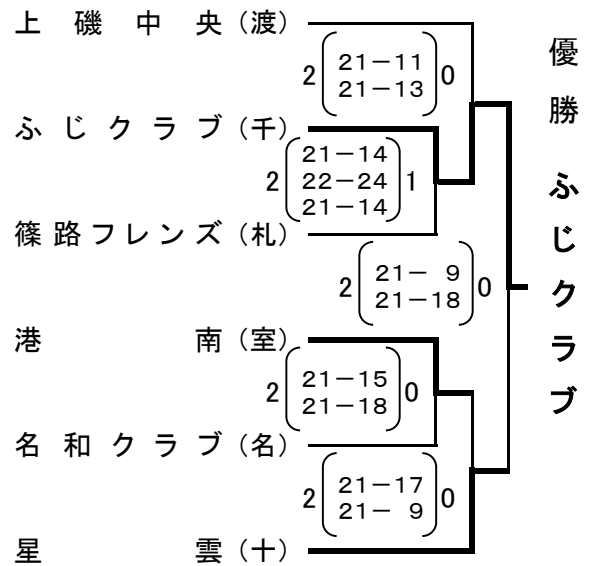 上磯中央（渡）
2 21－11 0
21－13
ふじクラブ（千）
2 21－14 1
22－24
21－14
篠路フレンズ（札）
2 21－ 9 0
21－18
港南（室）
2 21－15 0
21－18
名和クラブ（名）
2 21－17 0
21－ 9
星雲（十）
優勝 ふじクラブ